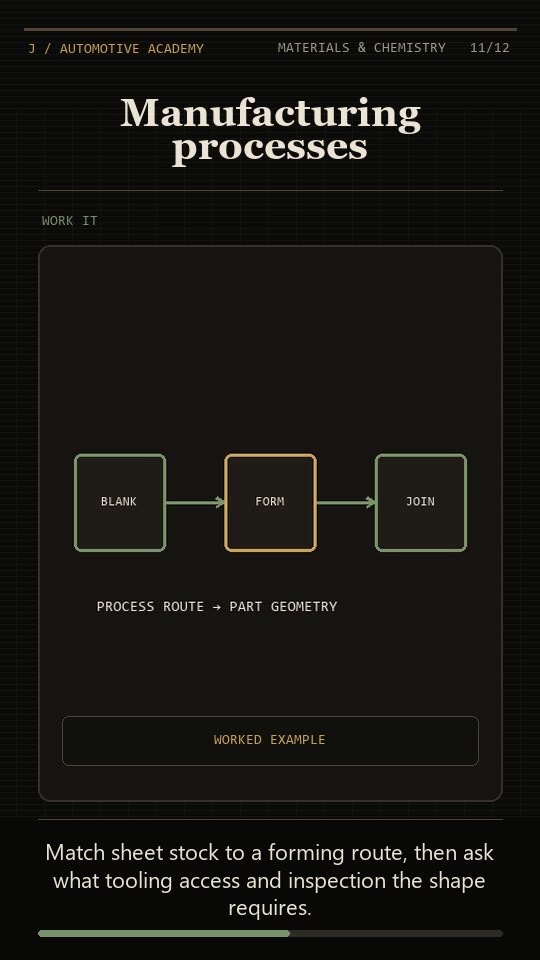 J / AUTOMOTIVE ACADEMY
MATERIALS & CHEMISTRY 11/12
Manufacturing
processes
WORK IT
BLANK
FORM
JOIN
PROCESS ROUTE → PART GEOMETRY
WORKED EXAMPLE
Match sheet stock to a forming route, then ask
what tooling access and inspection the shape
requires.